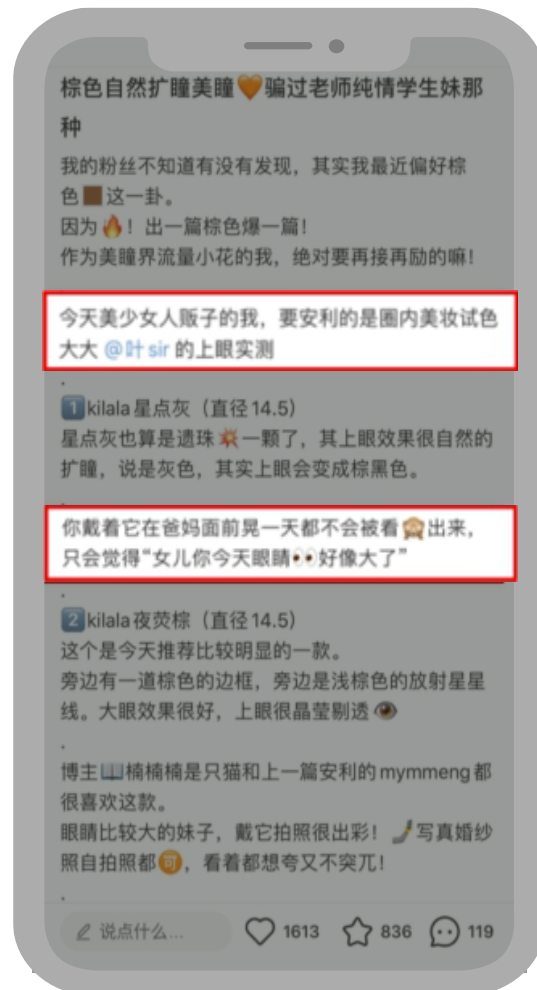 棕色自然扩瞳美瞳🧡骗过老师纯情学生妹那
种
我的粉丝不知道有没有发现，其实我最近偏好棕
色🟫这一卦。
因为🔥！出一篇棕色爆一篇！
作为美瞳界流量小花的我，绝对要再接再励的嘛！
今天美少女人贩子的我，要安利的是圈内美妆试色
大大 @叶 sir 的上眼实测
.
1️⃣kilala星点灰（直径14.5）
星点灰也算是遗珠💥一颗了，其上眼效果很自然的
扩瞳，说是灰色，其实上眼会变成棕黑色。
.
你戴着它在爸妈面前晃一天都不会被看🙈出来，
只会觉得“女儿你今天眼睛👀好像大了”
.
2️⃣kilala夜荧棕（直径14.5）
这个是今天推荐比较明显的一款。
旁边有一道棕色的边框，旁边是浅棕色的放射星星
线。大眼效果很好，上眼很晶莹剔透👁
.
博主📖楠楠楠是只猫和上一篇安利的mymmeng都
很喜欢这款。
眼睛比较大的妹子，戴它拍照很出彩！🤳写真婚纱
照自拍照都🉑，看着都想夸又不突兀！
.
说点什么... 1613 836 119